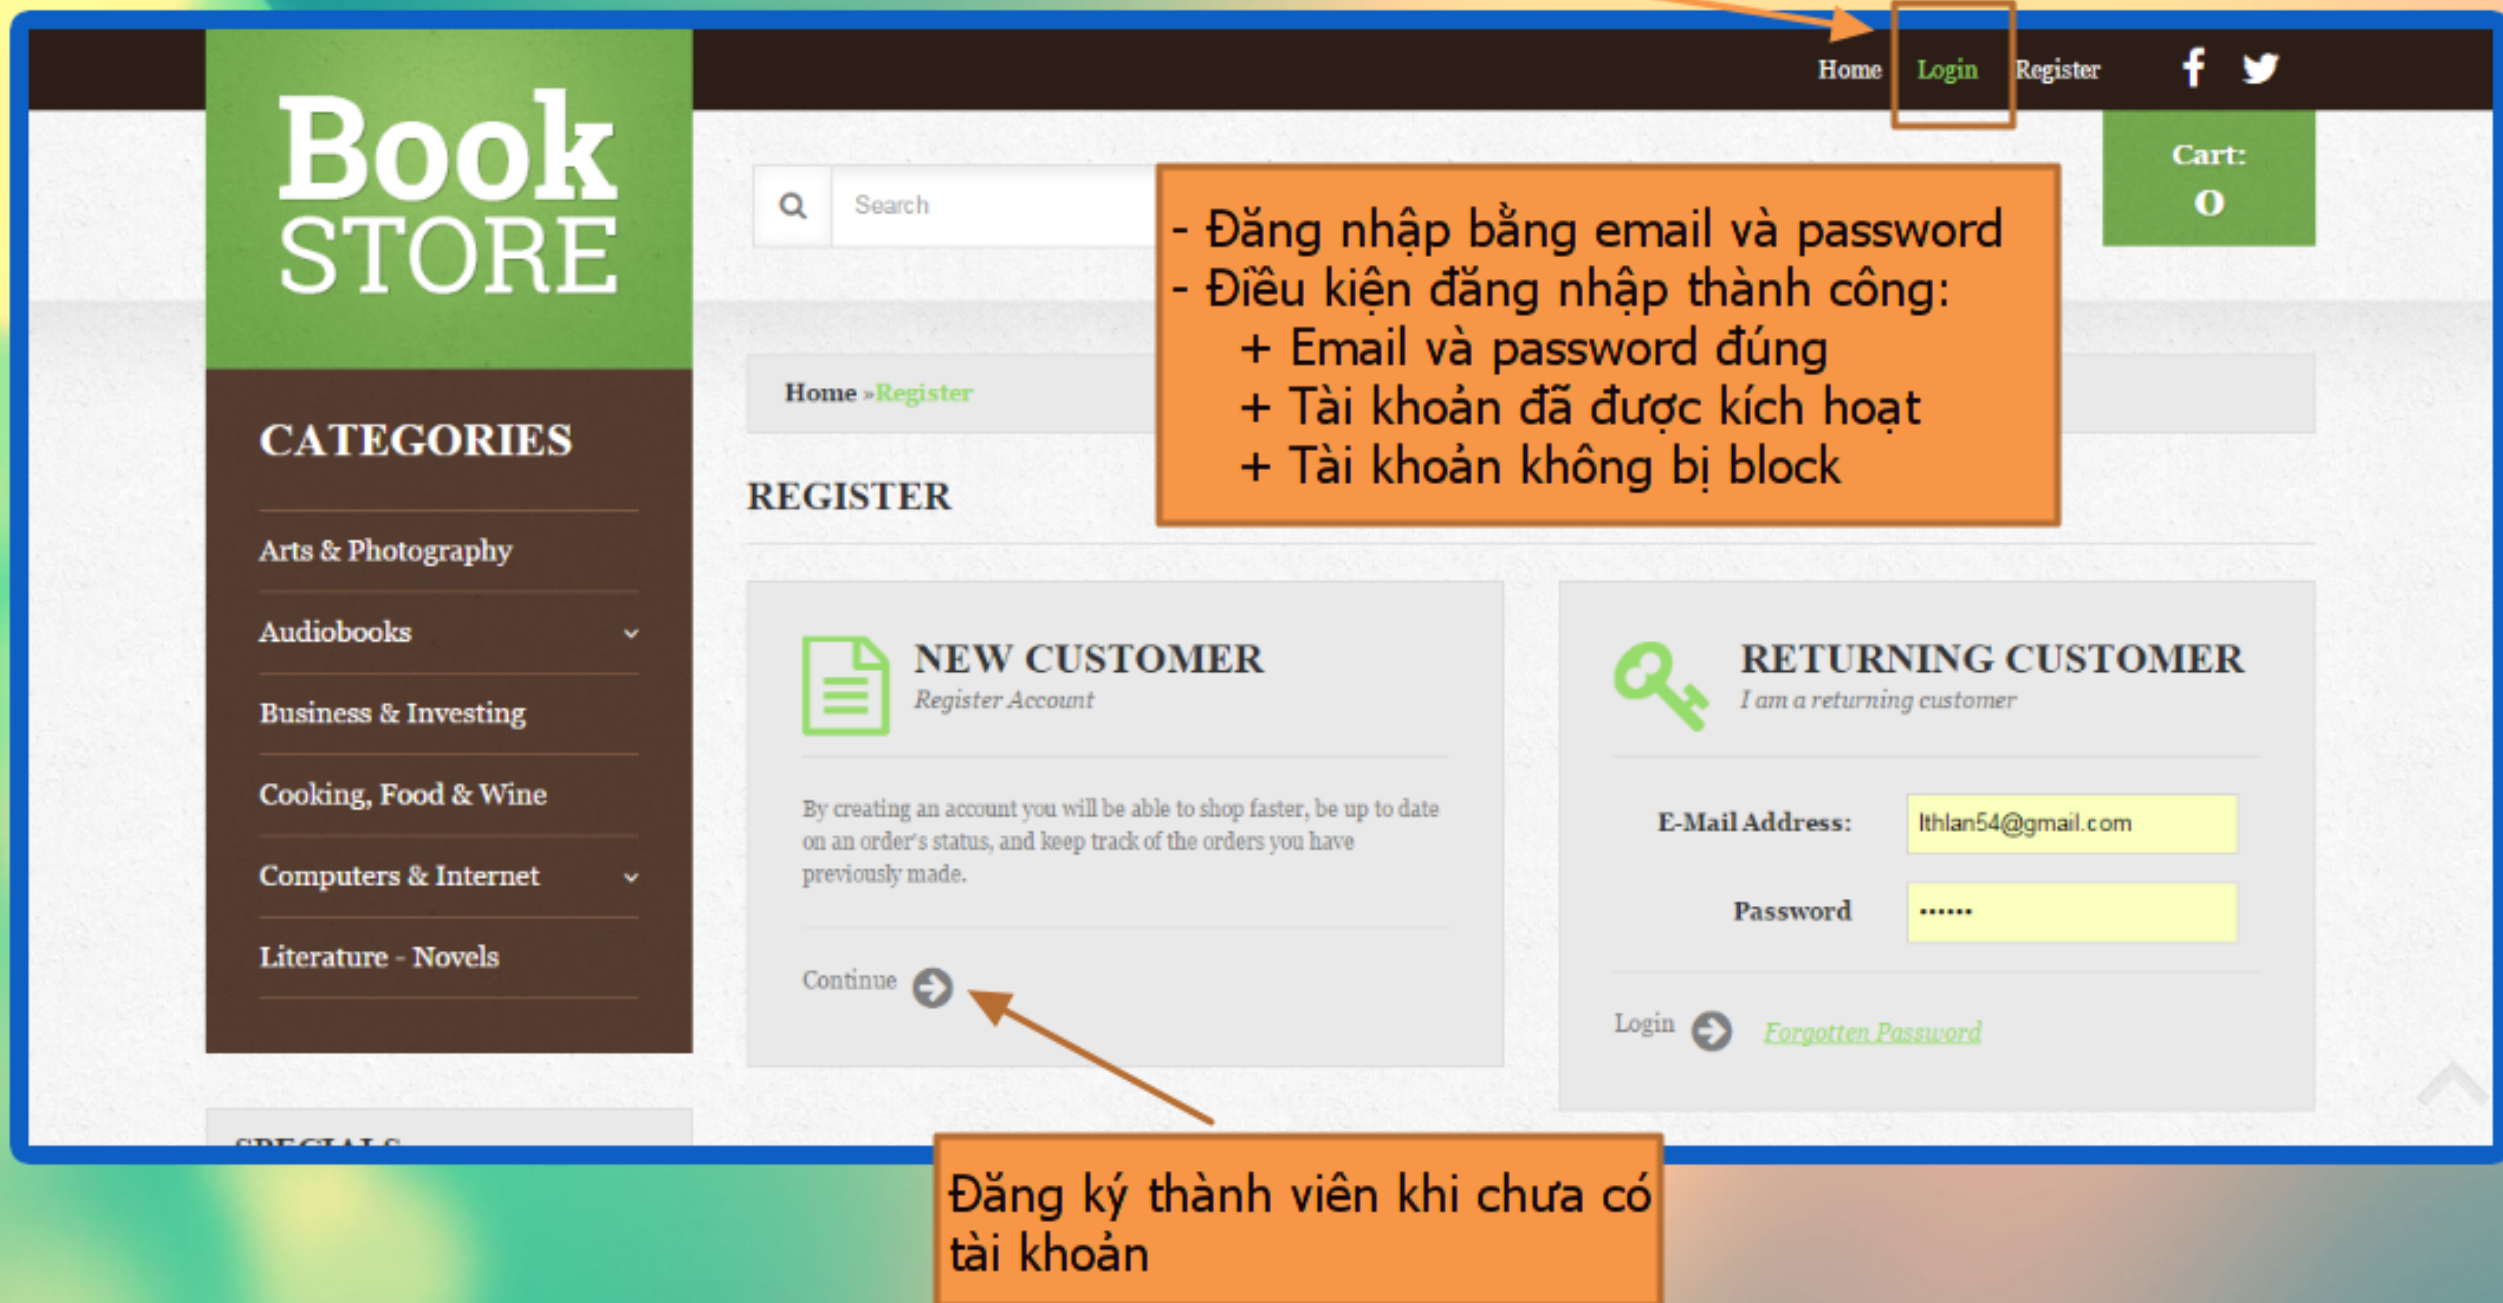 Home Login Register
Book
STORE
Cart:
0
Search
- Đăng nhập bằng email và password
- Điều kiện đăng nhập thành công:
+ Email và password đúng
+ Tài khoản đã được kích hoạt
+ Tài khoản không bị block
Home »Register
CATEGORIES
Arts & Photography
Audiobooks
Business & Investing
Cooking, Food & Wine
Computers & Internet
Literature - Novels
REGISTER
NEW CUSTOMER
Register Account
By creating an account you will be able to shop faster, be up to date
on an order's status, and keep track of the orders you have
previously made.
Continue
RETURNING CUSTOMER
I am a returning customer
E-Mail Address: lthlan54@gmail.com
Password ••••••
Login Forgotten Password
SPECIALS
Đăng ký thành viên khi chưa có
tài khoản